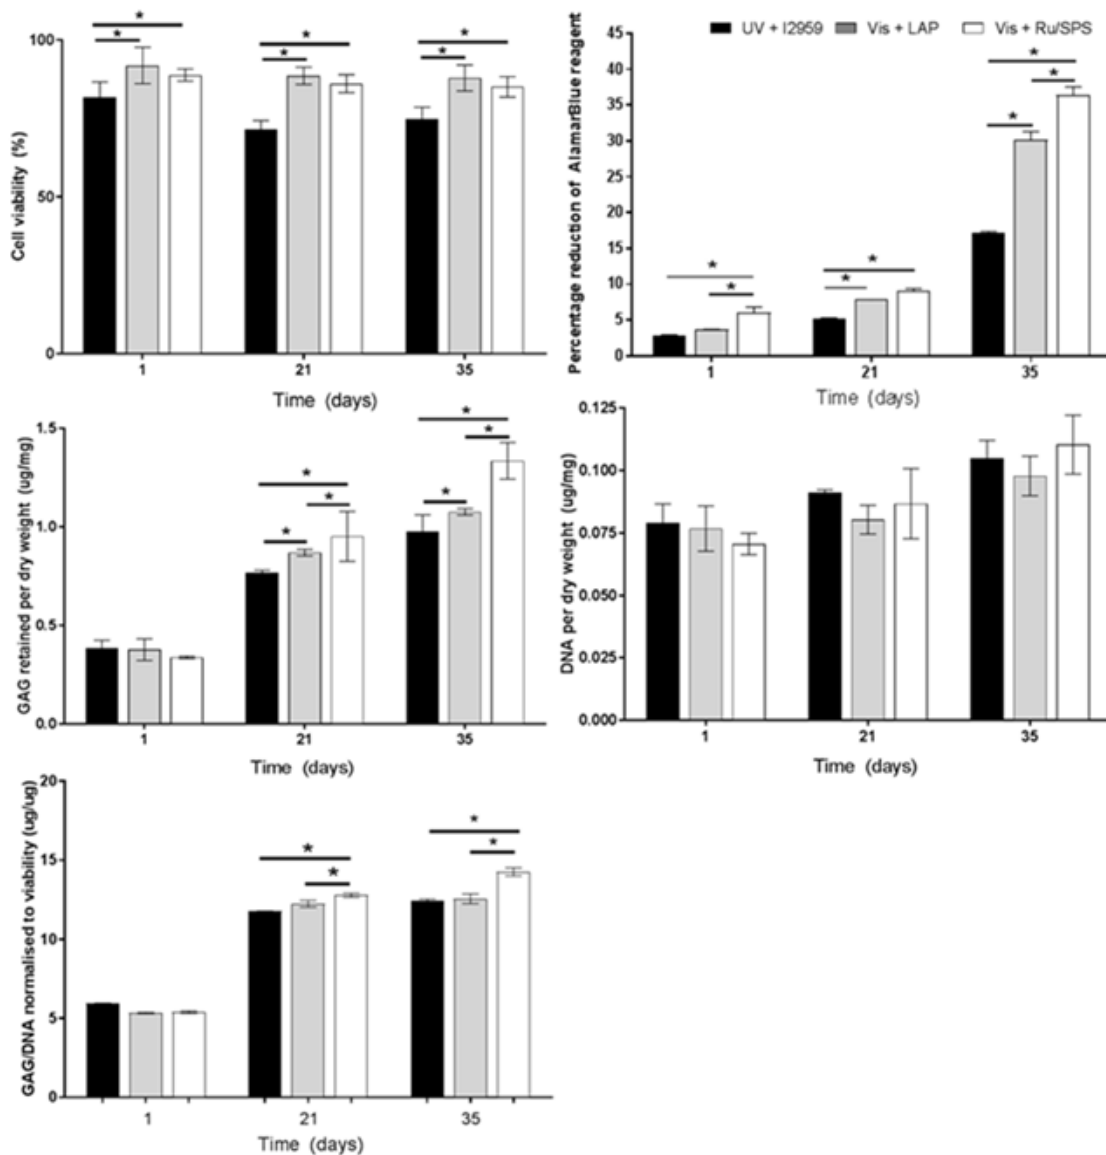 100
50
0
Cell viability (%)
* * * * * *
1 21 35
Time (days)
UV + I2959 Vis + LAP Vis + Ru/SPS
45
40
35
30
25
20
15
10
5
0
Percentage reduction of AlamarBlue reagent
* * * * * * *
1 21 35
Time (days)
1.5
1.0
0.5
0.0
GAG retained per dry weight (ug/mg)
* * * * * *
1 21 35
Time (days)
0.125
0.100
0.075
0.050
0.025
0.000
DNA per dry weight (ug/mg)
1 21 35
Time (days)
20
15
10
5
0
GAG/DNA normalised to viability (ug/ug)
* * * *
1 21 35
Time (days)